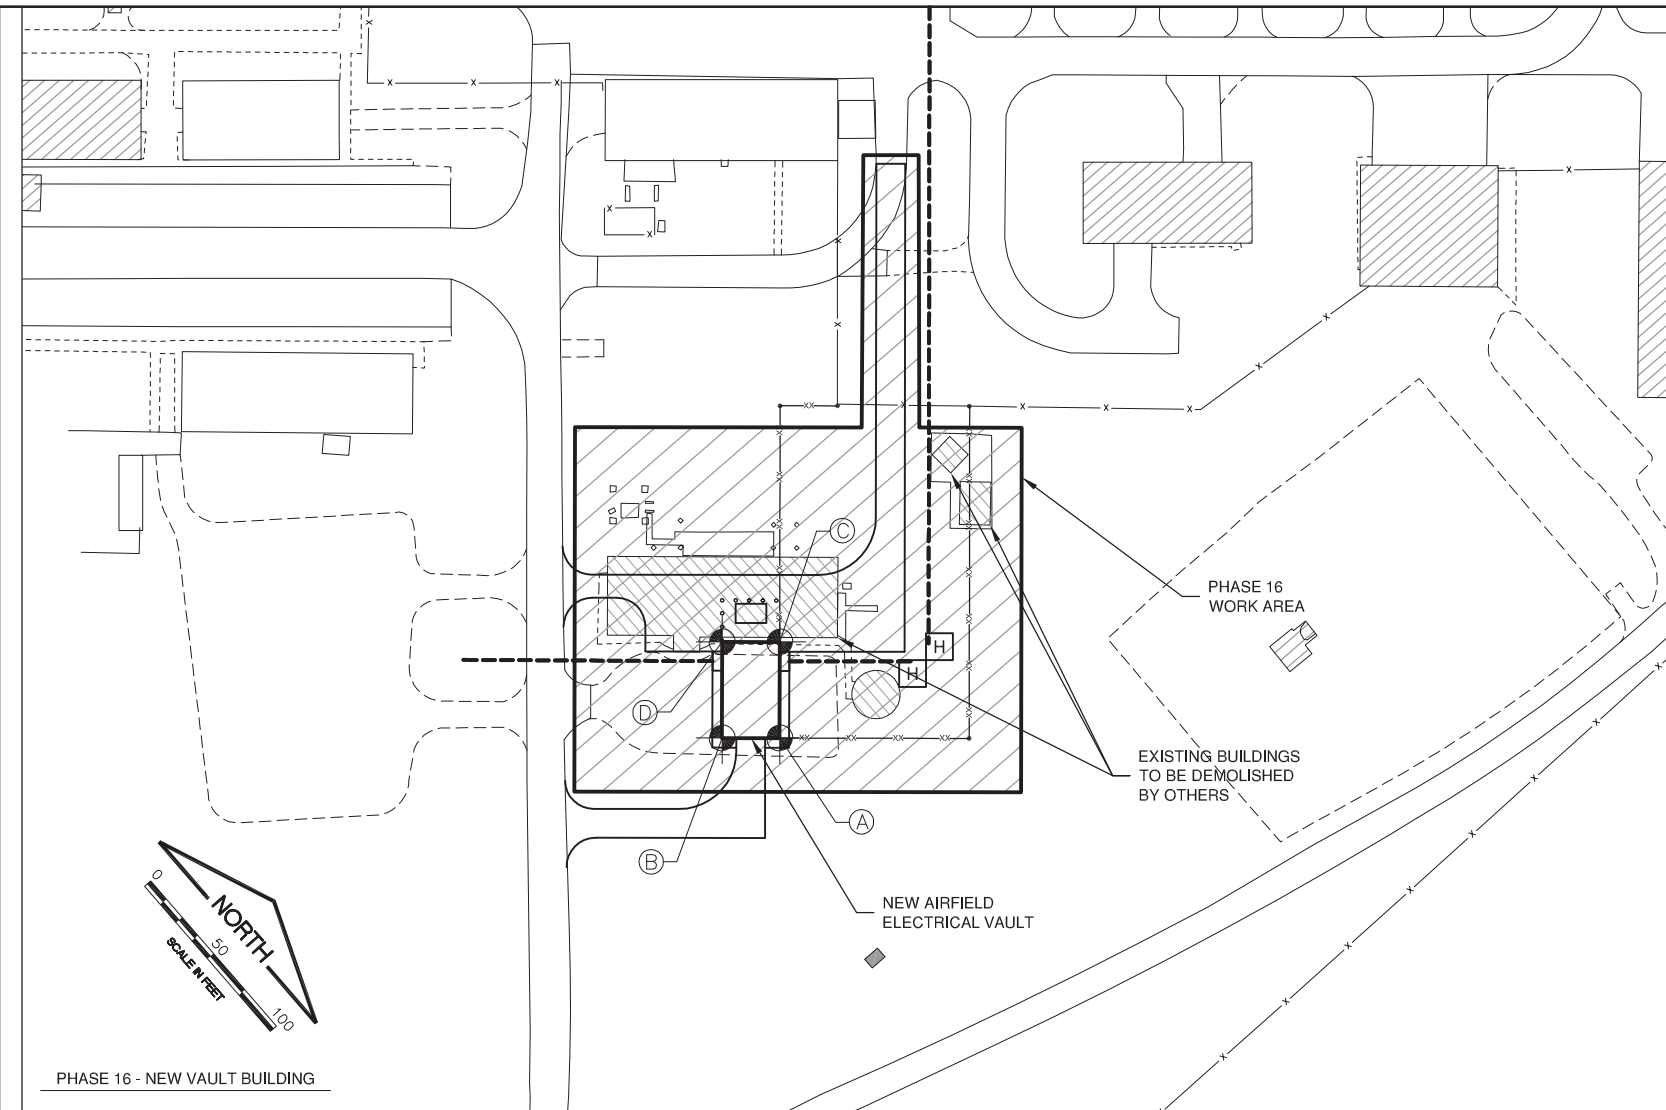 C
PHASE 16
WORK AREA
H
H
D
EXISTING BUILDINGS
TO BE DEMOLISHED
BY OTHERS
A
B
NEW AIRFIELD
ELECTRICAL VAULT
NORTH
0
50
100
SCALE IN FEET
PHASE 16 - NEW VAULT BUILDING